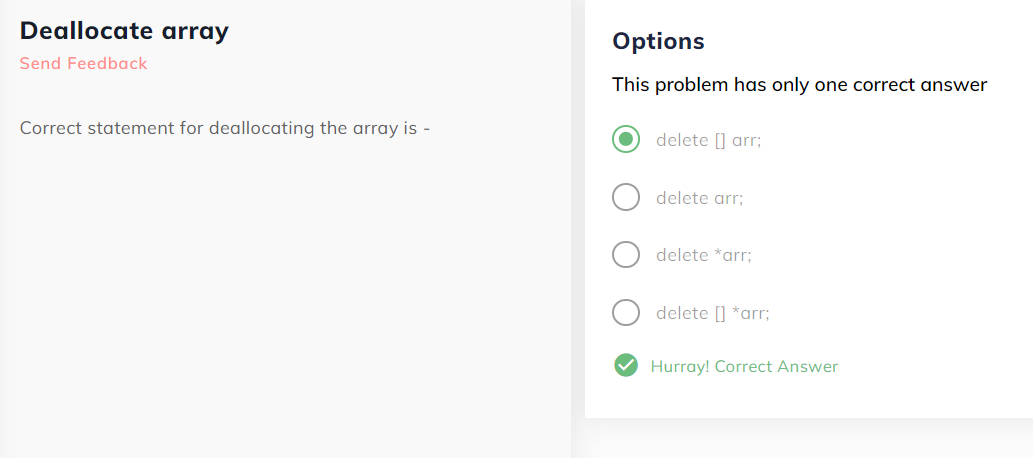 Deallocate array
Send Feedback
Correct statement for deallocating the array is -
Options
This problem has only one correct answer
delete [] arr;
delete arr;
delete *arr;
delete [] *arr;
Hurray! Correct Answer